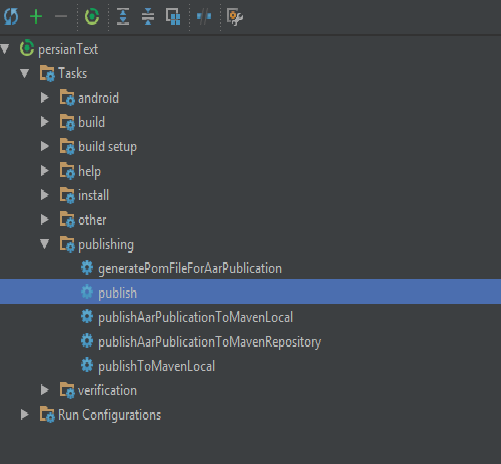 persianText
Tasks
android
build
build setup
help
install
other
publishing
generatePomFileForAarPublication
publish
publishAarPublicationToMavenLocal
publishAarPublicationToMavenRepository
publishToMavenLocal
verification
Run Configurations